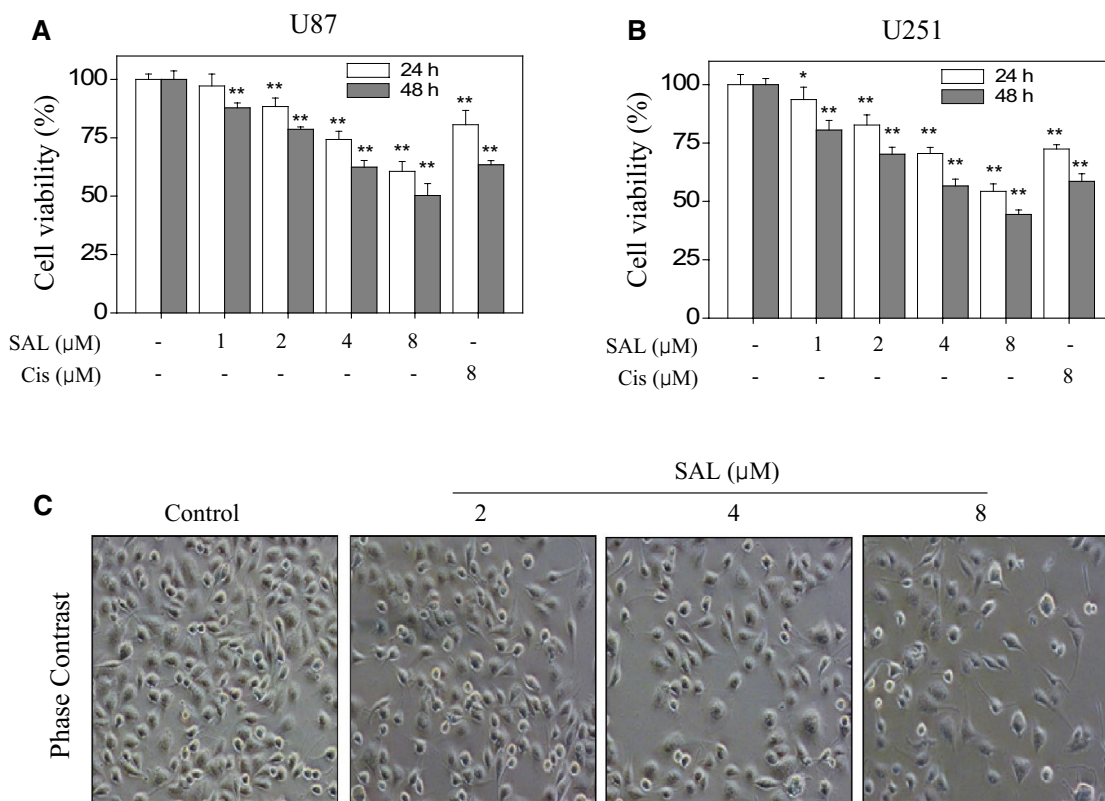 A
U87
Cell viability (%)
100
75
50
25
0
24 h
48 h
**
**
**
**
**
**
**
**
**
SAL (μM) - 1 2 4 8 -
Cis (μM) - - - - - 8
B
U251
Cell viability (%)
100
75
50
25
0
24 h
48 h
*
**
**
**
**
**
**
**
**
**
SAL (μM) - 1 2 4 8 -
Cis (μM) - - - - - 8
C
SAL (μM)
Control 2 4 8
Phase Contrast